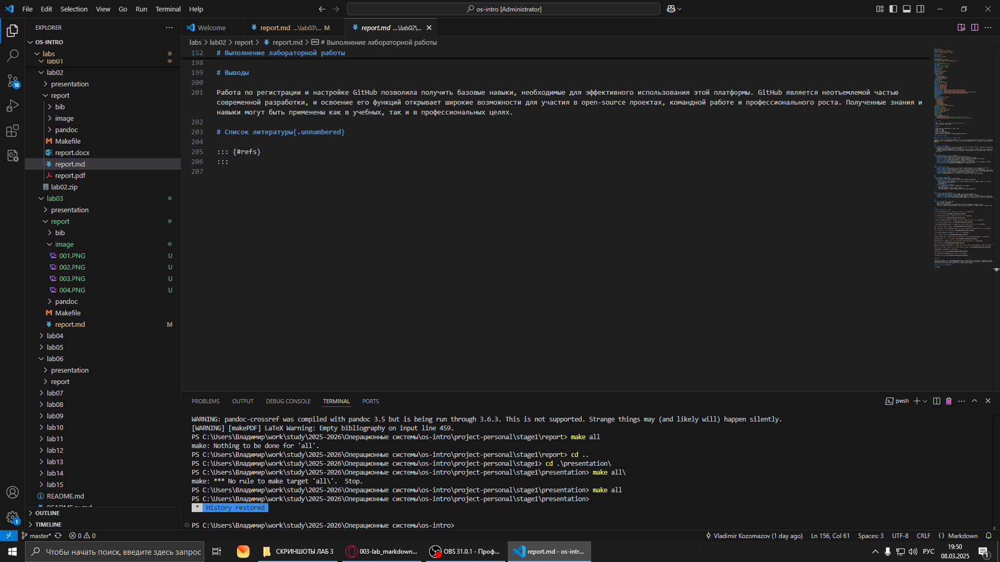 File Edit Selection View Go Run Terminal Help
os-intro [Administrator]
EXPLORER
Welcome
report.md ...\lab03\... M
report.md ...\lab02\...
OS-INTRO
labs > lab02 > report > report.md > # Выполнение лабораторной работы
labs
lab01
lab02
presentation
report
bib
image
pandoc
Makefile
report.docx
report.md
report.pdf
lab02.zip
lab03
presentation
report
bib
image
001.PNG U
002.PNG U
003.PNG U
004.PNG U
pandoc
Makefile
report.md M
lab04
lab05
lab06
presentation
report
lab07
lab08
lab09
lab10
lab11
lab12
lab13
lab14
lab15
README.md
OUTLINE
TIMELINE
18
1
152 # Выполнение лабораторной работы
198
199 # Выводы
200
201 Работа по регистрации и настройке GitHub позволила получить базовые навыки, необходимые для эффективного использования этой платформы. GitHub является неотъемлемой частью
современной разработки, и освоение его функций открывает широкие возможности для участия в open-source проектах, командной работе и профессионального роста. Полученные знания и
навыки могут быть применены как в учебных, так и в профессиональных целях.
202
203 # Список литературы{.unnumbered}
204
205 ::: {#refs}
206 :::
207
PROBLEMS OUTPUT DEBUG CONSOLE TERMINAL PORTS
pwsh
WARNING: pandoc-crossref was compiled with pandoc 3.5 but is being run through 3.6.3. This is not supported. Strange things may (and likely will) happen silently.
[WARNING] [makePDF] LaTeX Warning: Empty bibliography on input line 459.
PS C:\Users\Владимир\work\study\2025-2026\Операционные системы\os-intro\project-personal\stage1\report> make all
make: Nothing to be done for 'all'.
PS C:\Users\Владимир\work\study\2025-2026\Операционные системы\os-intro\project-personal\stage1\report> cd ..
PS C:\Users\Владимир\work\study\2025-2026\Операционные системы\os-intro\project-personal\stage1> cd .\presentation\
PS C:\Users\Владимир\work\study\2025-2026\Операционные системы\os-intro\project-personal\stage1\presentation> make all\
make: *** No rule to make target 'all\'.  Stop.
PS C:\Users\Владимир\work\study\2025-2026\Операционные системы\os-intro\project-personal\stage1\presentation> make all
PS C:\Users\Владимир\work\study\2025-2026\Операционные системы\os-intro\project-personal\stage1\presentation>
* History restored
PS C:\Users\Владимир\work\study\2025-2026\Операционные системы\os-intro>
master* 0 0
Vladimir Kozomazov (1 day ago) Ln 156, Col 61 Spaces: 3 UTF-8 CRLF {} Markdown
Чтобы начать поиск, введите здесь запрос
СКРИНШОТЫ ЛАБ 3
003-lab_markdown...
OBS 31.0.1 - Проф...
report.md - os-intr...
РУС
19:50
08.03.2025
1